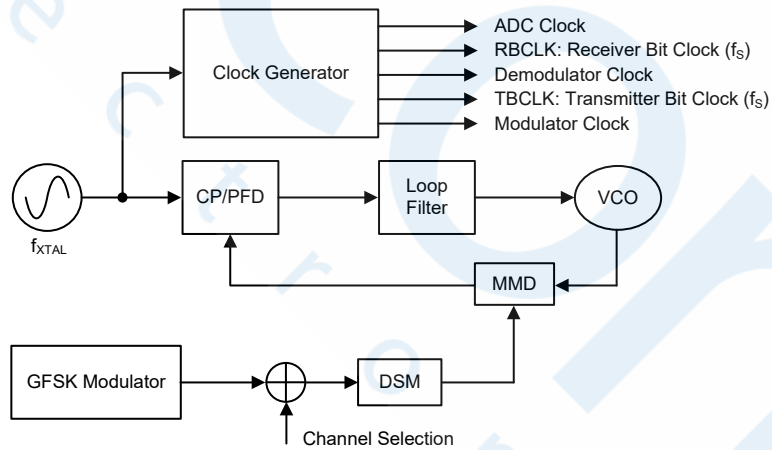 ADC Clock
RBCLK: Receiver Bit Clock (fS)
Clock Generator
Demodulator Clock
TBCLK: Transmitter Bit Clock (fS)
Modulator Clock
CP/PFD
Loop
Filter
VCO
fXTAL
MMD
GFSK Modulator
DSM
Channel Selection